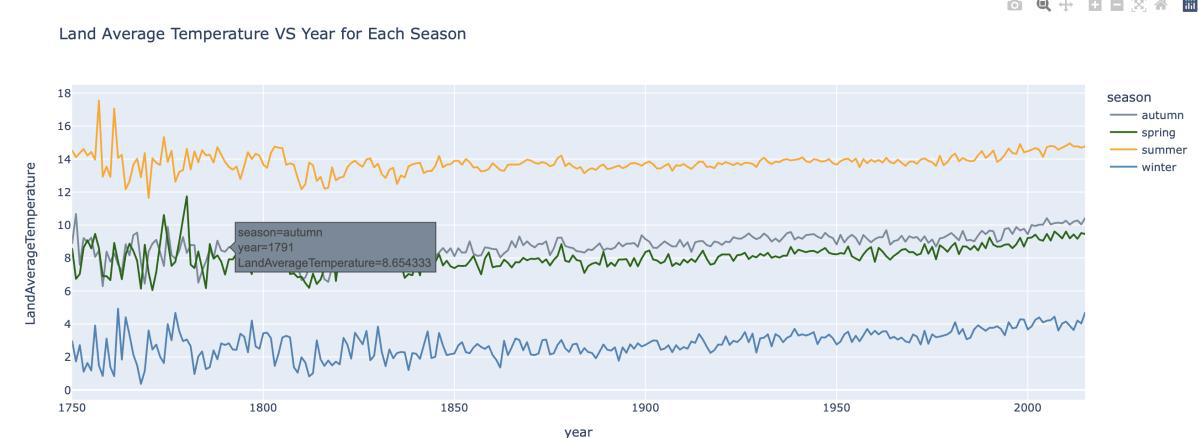 Land Average Temperature VS Year for Each Season
season
autumn
spring
summer
winter
LandAverageTemperature
18
16
14
12
10
8
6
4
2
0
season=autumn
year=1791
LandAverageTemperature=8.654333
1750 1800 1850 1900 1950 2000
year